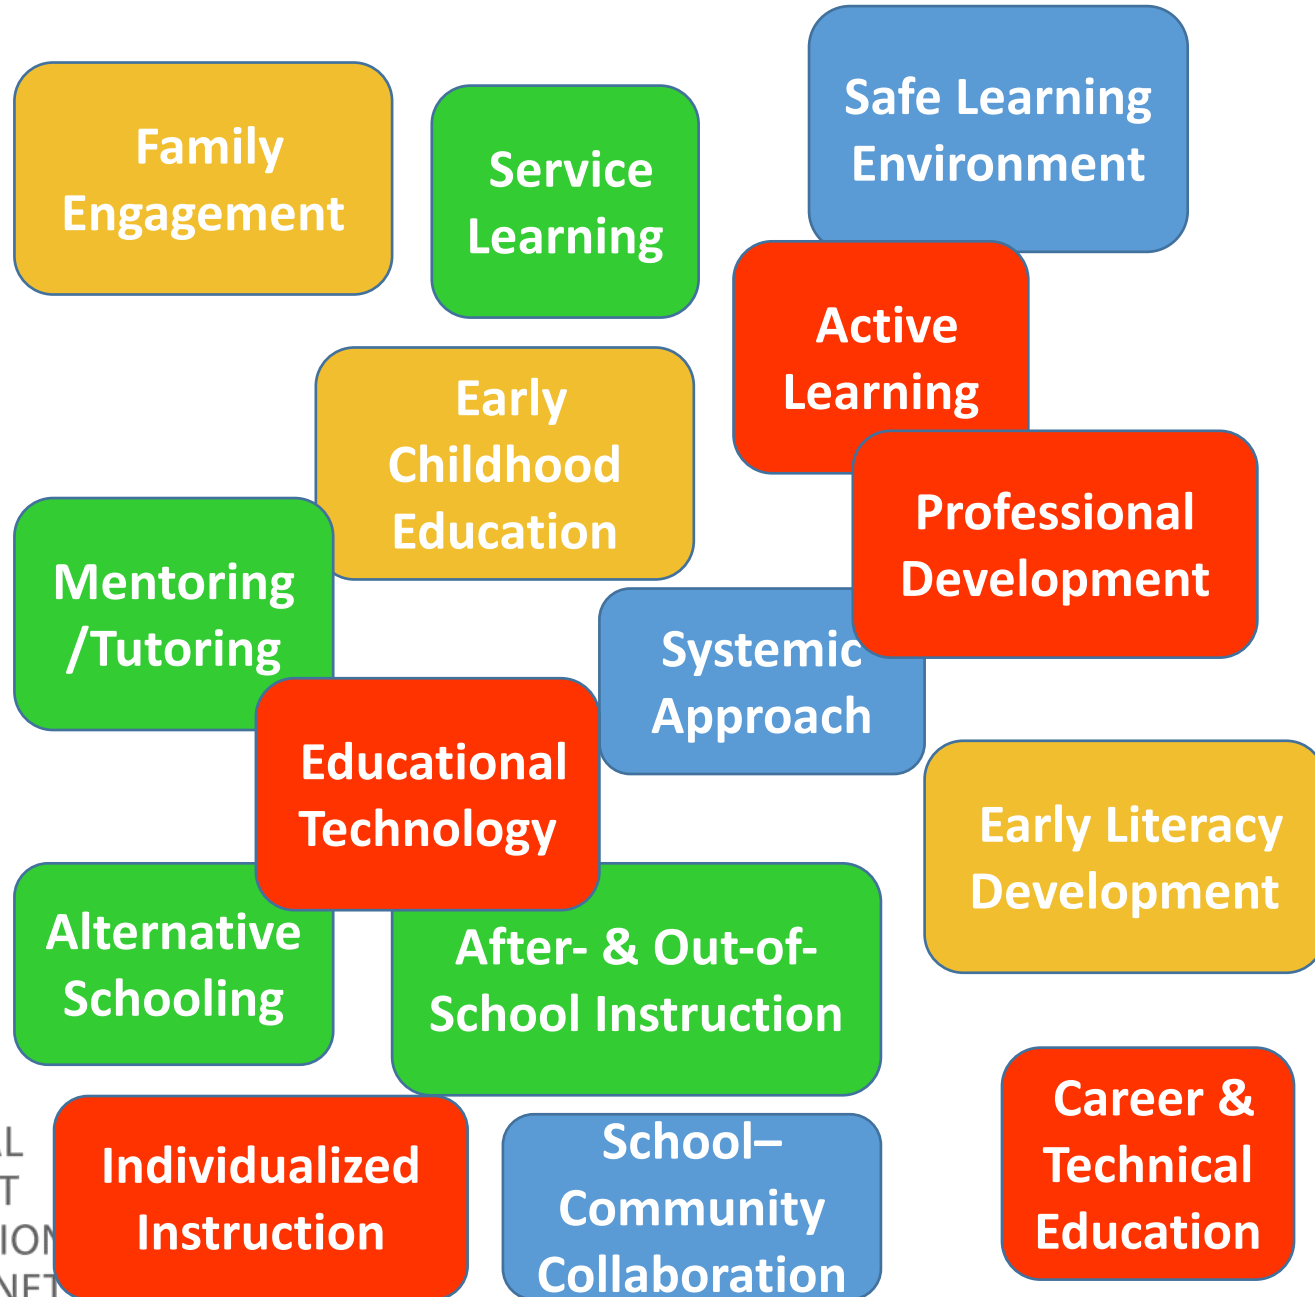 Family
Engagement
Service
Learning
Safe Learning
Environment
Active
Learning
Early
Childhood
Education
Professional
Development
Mentoring
/Tutoring
Systemic
Approach
Educational
Technology
Early Literacy
Development
Alternative
Schooling
After- & Out-of-
School Instruction
Career &
Technical
Education
Individualized
Instruction
School–
Community
Collaboration